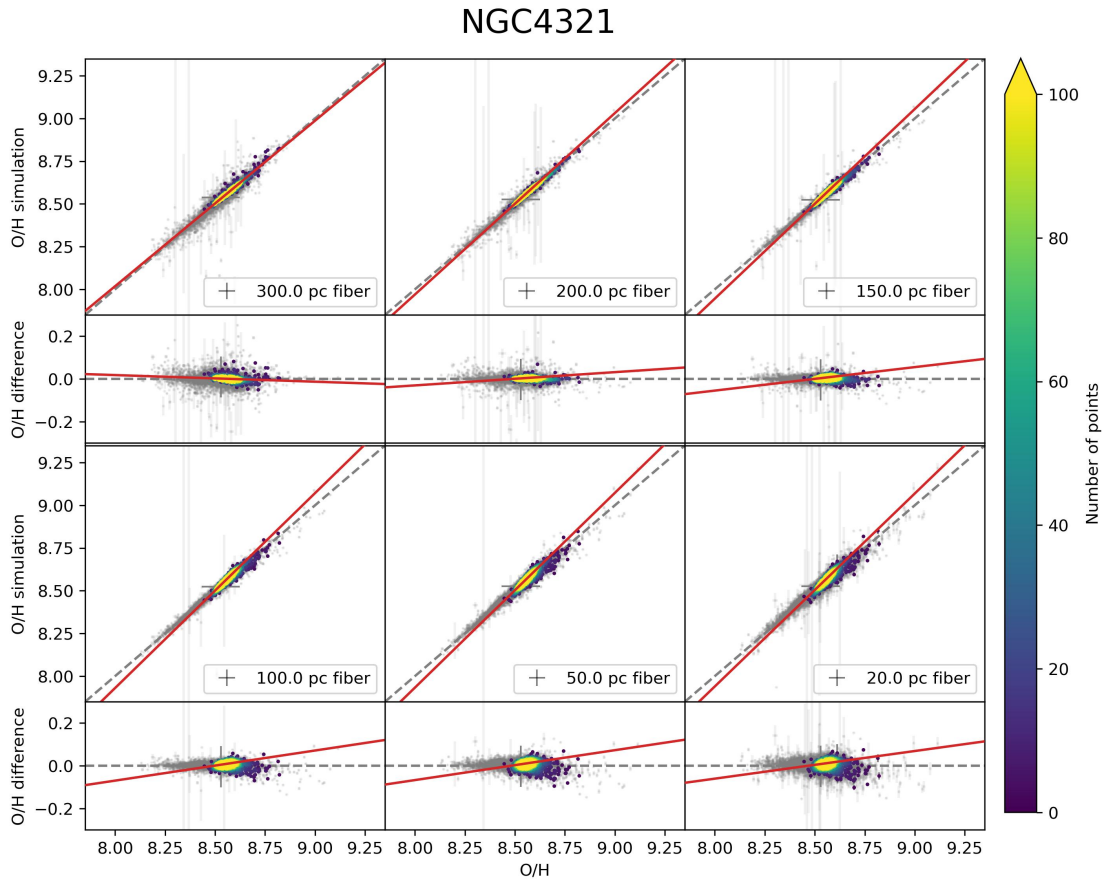 NGC4321
9.25
9.00
8.75
8.50
8.25
8.00
O/H simulation
300.0 pc fiber
200.0 pc fiber
150.0 pc fiber
0.2
0.0
−0.2
O/H difference
9.25
9.00
8.75
8.50
8.25
8.00
O/H simulation
100.0 pc fiber
50.0 pc fiber
20.0 pc fiber
0.2
0.0
−0.2
O/H difference
8.00 8.25 8.50 8.75 9.00 9.25
8.00 8.25 8.50 8.75 9.00 9.25
8.00 8.25 8.50 8.75 9.00 9.25
O/H
100
80
60
40
20
0
Number of points